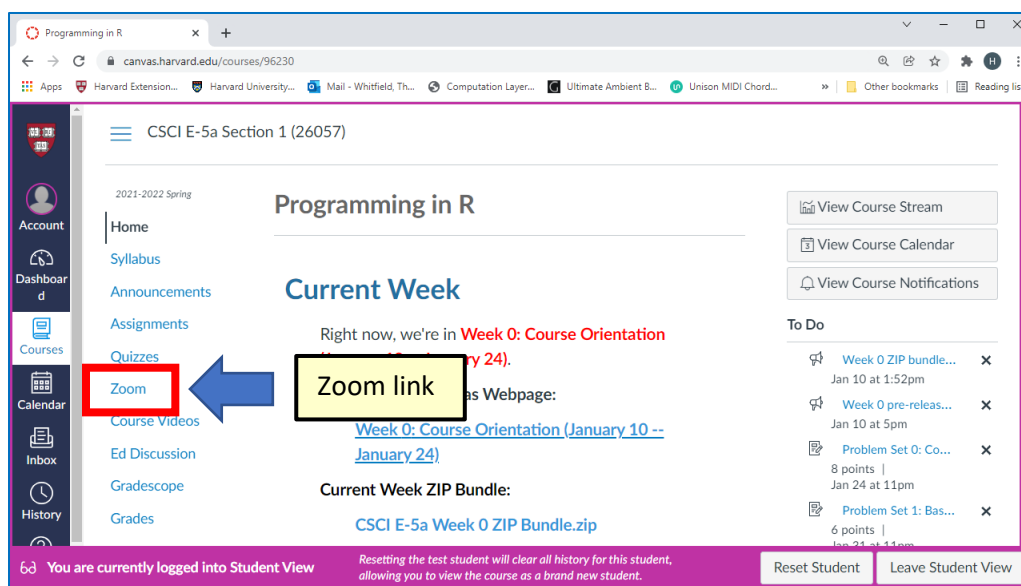 Programming in R
canvas.harvard.edu/courses/96230
Apps Harvard Extension... Harvard University... Mail - Whitfield, Th... Computation Layer... Ultimate Ambient B... Unison MIDI Chord... » Other bookmarks Reading lis
CSCI E-5a Section 1 (26057)
Account
Dashboar
d
Courses
Calendar
Inbox
History
2021-2022 Spring
Home
Syllabus
Announcements
Assignments
Quizzes
Zoom
Course Videos
Ed Discussion
Gradescope
Grades
Zoom link
Programming in R
Current Week
Right now, we're in Week 0: Course Orientation
24).
as Webpage:
Week 0: Course Orientation (January 10 --
January 24)
Current Week ZIP Bundle:
CSCI E-5a Week 0 ZIP Bundle.zip
View Course Stream
View Course Calendar
View Course Notifications
To Do
Week 0 ZIP bundle...
Jan 10 at 1:52pm
Week 0 pre-releas...
Jan 10 at 5pm
Problem Set 0: Co...
8 points |
Jan 24 at 11pm
Problem Set 1: Bas...
6 points |
Jan 31 at 11pm
You are currently logged into Student View
Resetting the test student will clear all history for this student,
allowing you to view the course as a brand new student.
Reset Student
Leave Student View